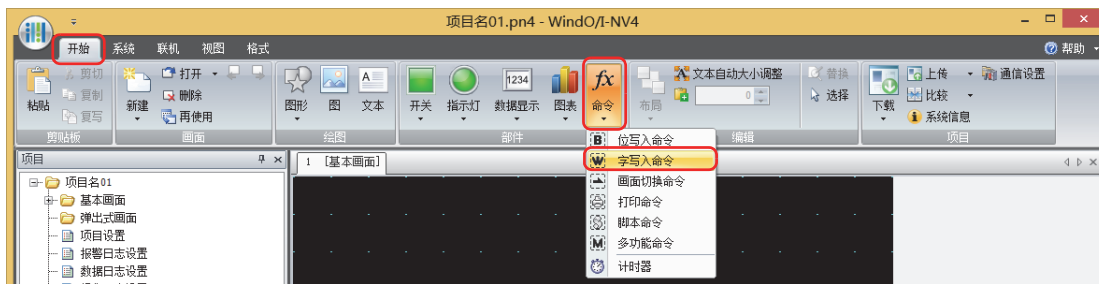 项目名01.pn4 - WindO/I-NV4
开始 系统 联机 视图 格式 帮助
粘贴 剪切 复制 复写 剪贴板
新建 打开 删除 再使用 画面
图形 图 文本 绘图
开关 指示灯 1234 数据显示 图表 fx 命令 部件
布局 文本自动大小调整 0 替换 选择 编辑
下载 上传 比较 系统信息 通信设置 项目
B 位写入命令
W 字写入命令
画面切换命令
打印命令
脚本命令
M 多功能命令
计时器
项目
1 [基本画面]
项目名01
基本画面
弹出式画面
项目设置
报警日志设置
数据日志设置